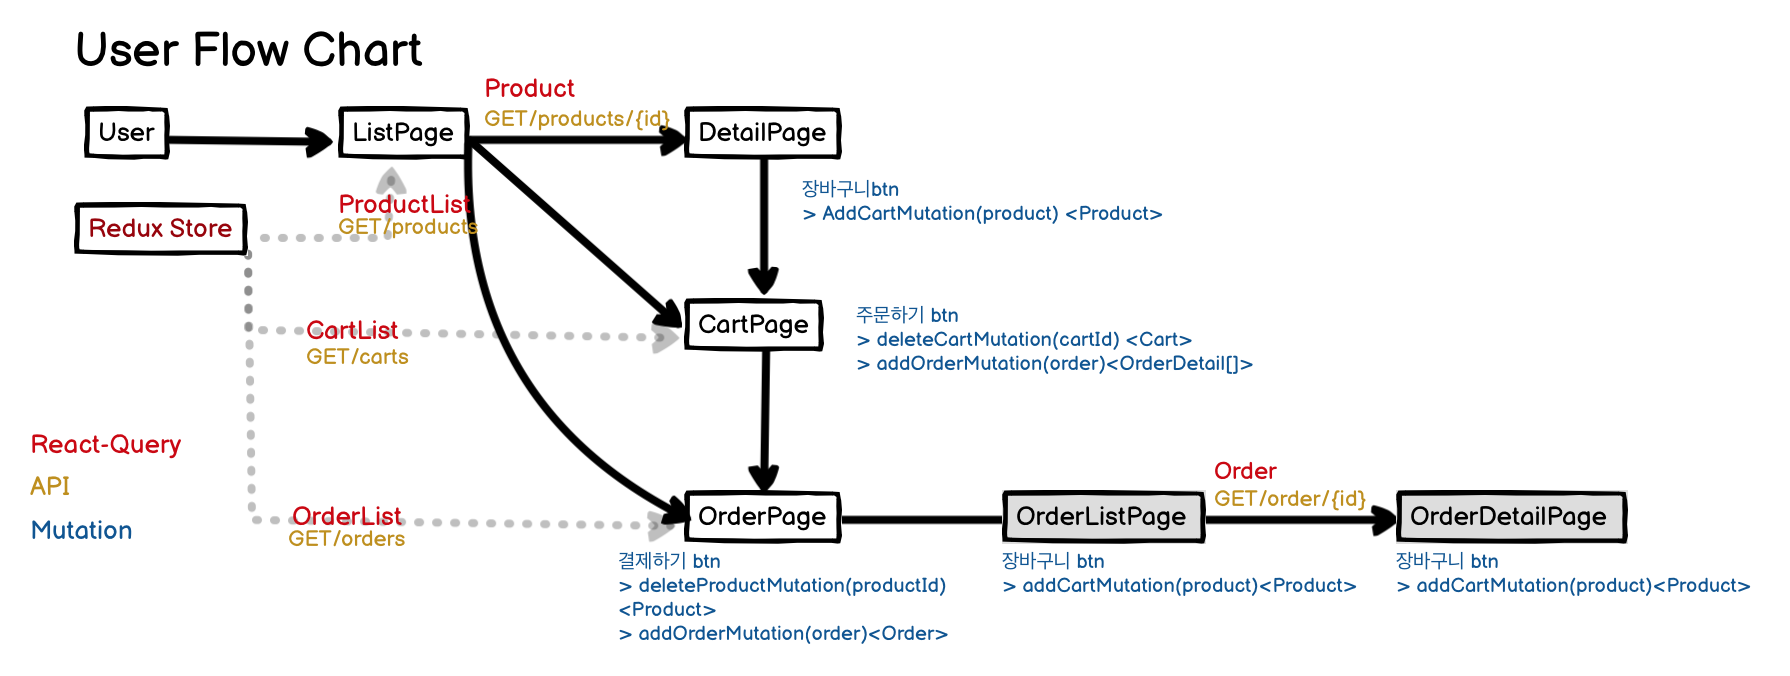 User Flow Chart
Product
GET/products/{id}
User
ListPage
DetailPage
장바구니btn
> AddCartMutation(product) <Product>
ProductList
GET/products
Redux Store
CartPage
주문하기 btn
> deleteCartMutation(cartId) <Cart>
> addOrderMutation(order)<OrderDetail[]>
CartList
GET/carts
React-Query
API
Mutation
OrderList
GET/orders
OrderPage
결제하기 btn
> deleteProductMutation(productId)
<Product>
> addOrderMutation(order)<Order>
OrderListPage
장바구니 btn
> addCartMutation(product)<Product>
Order
GET/order/{id}
OrderDetailPage
장바구니 btn
> addCartMutation(product)<Product>